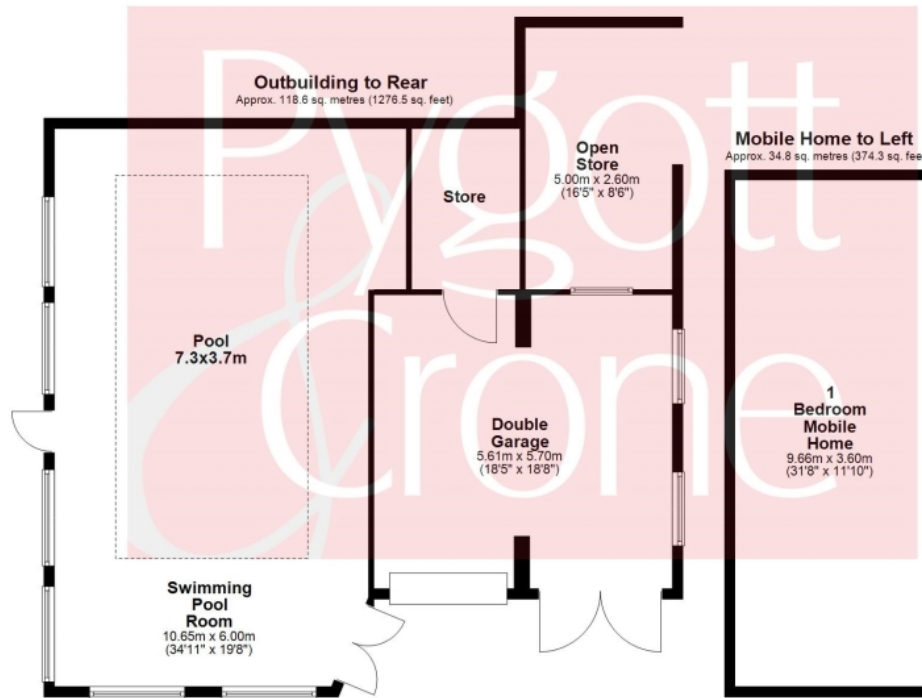 Outbuilding to Rear
Approx. 118.6 sq. metres (1276.5 sq. feet)
Mobile Home to Left
Approx. 34.8 sq. metres (374.3 sq. fee
Open
Store
5.00m x 2.60m
(16'5" x 8'6")
Store
Pool
7.3x3.7m
Double
Garage
5.61m x 5.70m
(18'5" x 18'8")
1
Bedroom
Mobile
Home
9.66m x 3.60m
(31'8" x 11'10")
Swimming
Pool
Room
10.65m x 6.00m
(34'11" x 19'8")
Pygott
& Crone